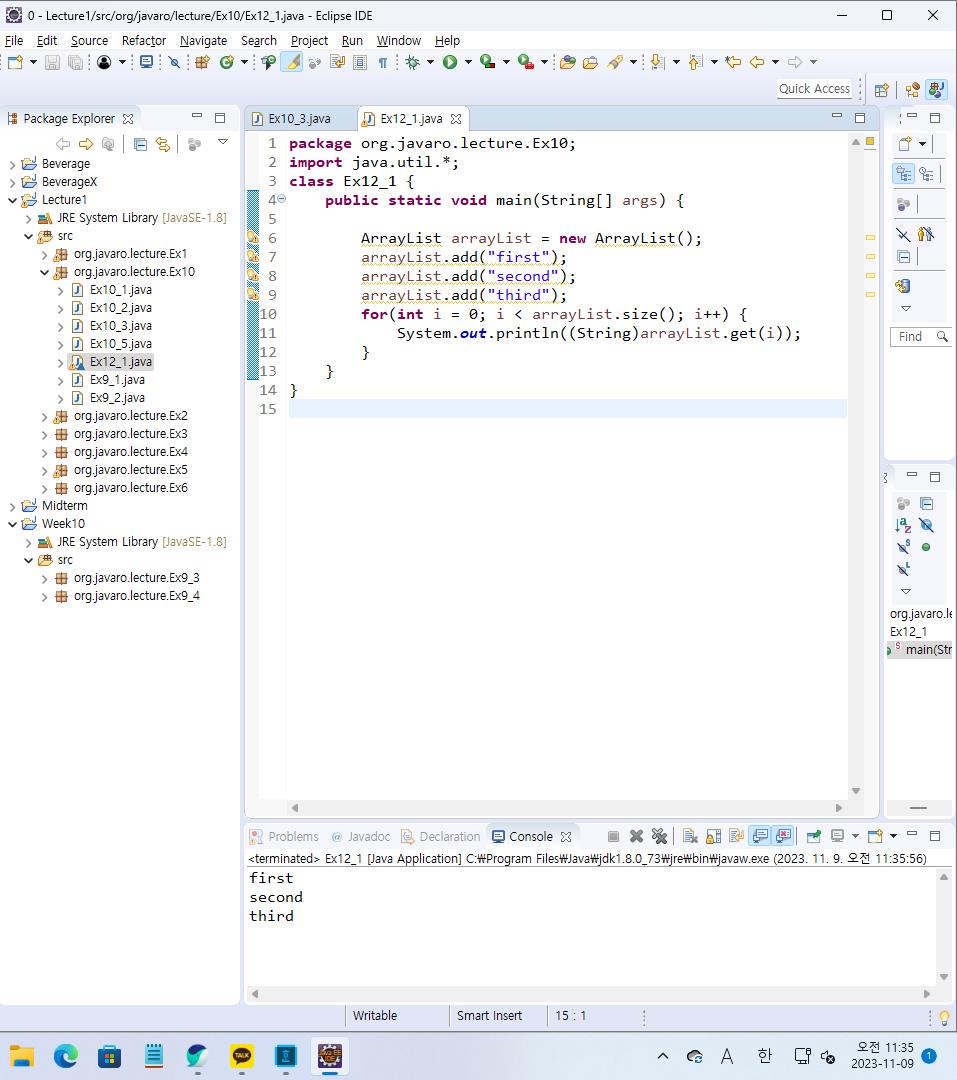 0 - Lecture1/src/org/javaro/lecture/Ex10/Ex12_1.java - Eclipse IDE
File Edit Source Refactor Navigate Search Project Run Window Help
Quick Access
Package Explorer
Beverage
BeverageX
Lecture1
JRE System Library [JavaSE-1.8]
src
org.javaro.lecture.Ex1
org.javaro.lecture.Ex10
Ex10_1.java
Ex10_2.java
Ex10_3.java
Ex10_5.java
Ex12_1.java
Ex9_1.java
Ex9_2.java
org.javaro.lecture.Ex2
org.javaro.lecture.Ex3
org.javaro.lecture.Ex4
org.javaro.lecture.Ex5
org.javaro.lecture.Ex6
Midterm
Week10
JRE System Library [JavaSE-1.8]
src
org.javaro.lecture.Ex9_3
org.javaro.lecture.Ex9_4
Ex10_3.java Ex12_1.java
1 package org.javaro.lecture.Ex10;
2 import java.util.*;
3 class Ex12_1 {
4 public static void main(String[] args) {
5
6 ArrayList arrayList = new ArrayList();
7 arrayList.add("first");
8 arrayList.add("second");
9 arrayList.add("third");
10 for(int i = 0; i < arrayList.size(); i++) {
11 System.out.println((String)arrayList.get(i));
12 }
13 }
14 }
15
Find
org.javaro.le
Ex12_1
main(Str
Problems @ Javadoc Declaration Console
<terminated> Ex12_1 [Java Application] C:₩Program Files₩Java₩jdk1.8.0_73₩jre₩bin₩javaw.exe (2023. 11. 9. 오전 11:35:56)
first
second
third
Writable Smart Insert 15 : 1
TALK
Java EE
IDE
A 한 오전 11:35
2023-11-09 1